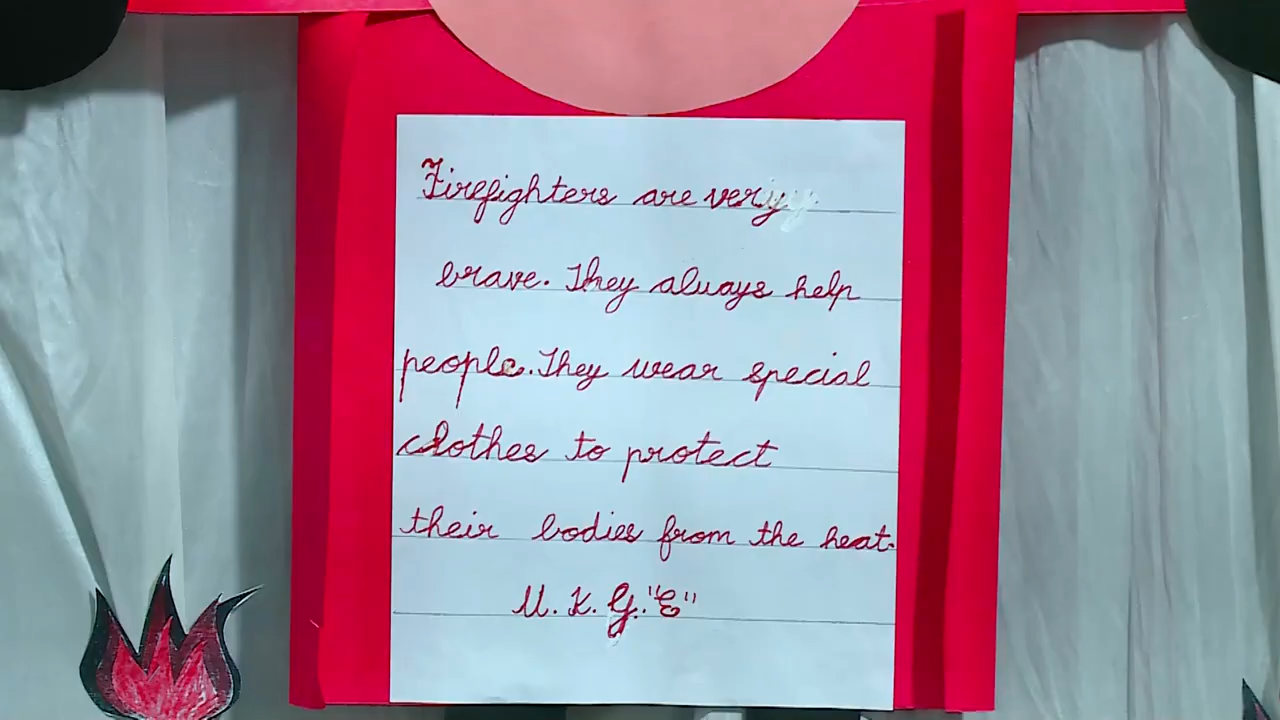 Firefighters are very
brave. They always help
people. They wear special
clothes to protect
their bodies from the heat.
U. K. G. "E"